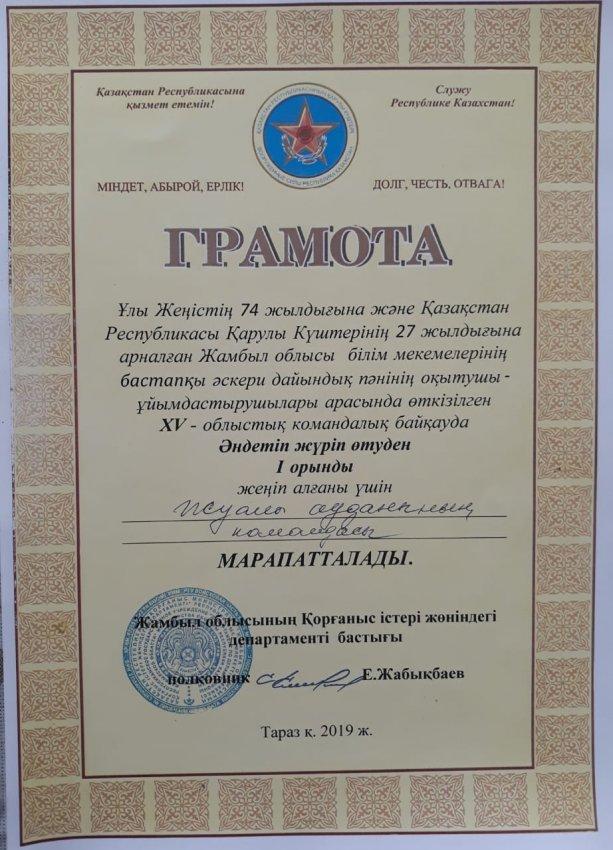 Қазақстан Республикасына
қызмет етемін!
Служу
Республике Казахстан!
МІНДЕТ, АБЫРОЙ, ЕРЛІК!
ДОЛГ, ЧЕСТЬ, ОТВАГА!
ГРАМОТА
Ұлы Жеңістің 74 жылдығына және Қазақстан
Республикасы Қарулы Күштерінің 27 жылдығына
арналған Жамбыл облысы білім мекемелерінің
бастапқы әскери дайындық пәнінің оқытушы -
ұйымдастырушылары арасында өткізілген
XV - облыстық командалық байқауда
Әндетіп жүріп өтуден
І орынды
жеңіп алғаны үшін
Жуалы ауданының
командасы
МАРАПАТТАЛАДЫ.
Жамбыл облысының Қорғаныс істері жөніндегі
департаменті бастығы
полковник Е.Жабықбаев
Тараз қ. 2019 ж.